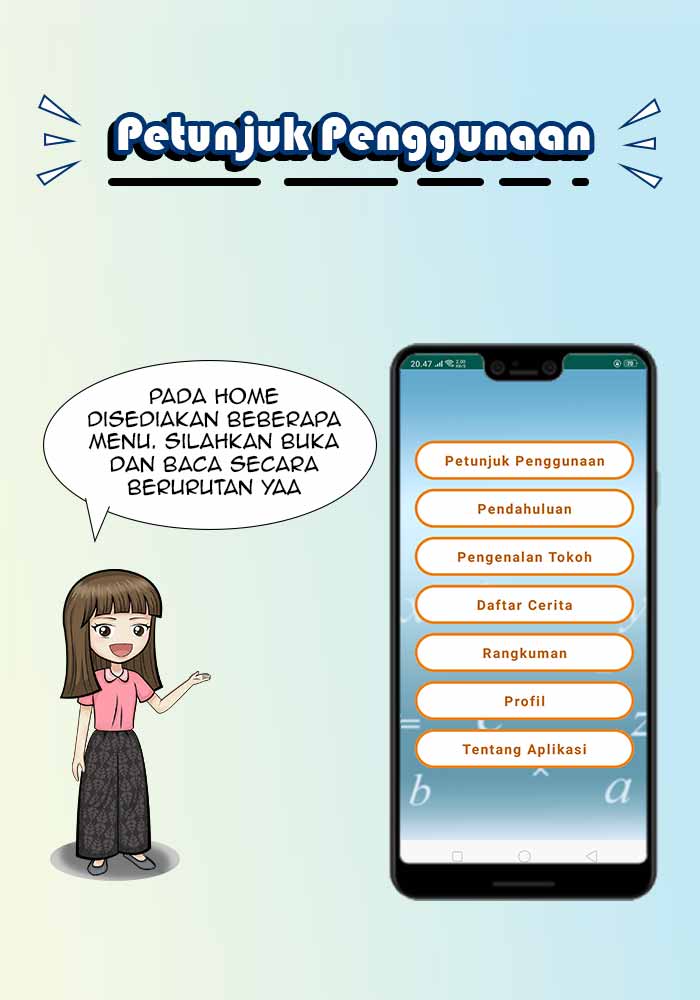 Petunjuk Penggunaan
PADA HOME
DISEDIAKAN BEBERAPA
MENU. SILAHKAN BUKA
DAN BACA SECARA
BERURUTAN YAA
20.47
Petunjuk Penggunaan
Pendahuluan
Pengenalan Tokoh
Daftar Cerita
Rangkuman
Profil
Tentang Aplikasi
b
a